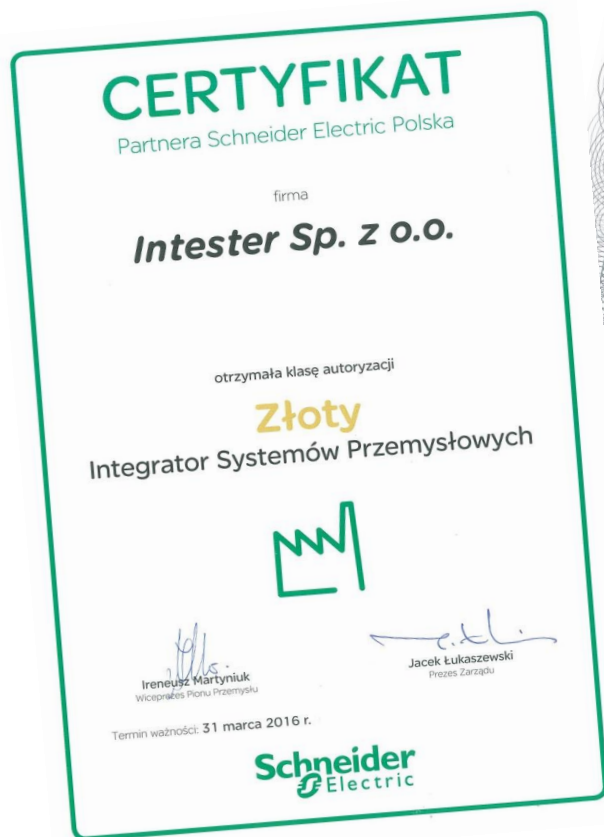 CERTYFIKAT
Partnera Schneider Electric Polska
firma
Intester Sp. z o.o.
otrzymała klasę autoryzacji
Złoty
Integrator Systemów Przemysłowych
Ireneusz Martyniuk
Wiceprezes Pionu Przemysłu
Jacek Łukaszewski
Prezes Zarządu
Termin ważności: 31 marca 2016 r.
Schneider
Electric